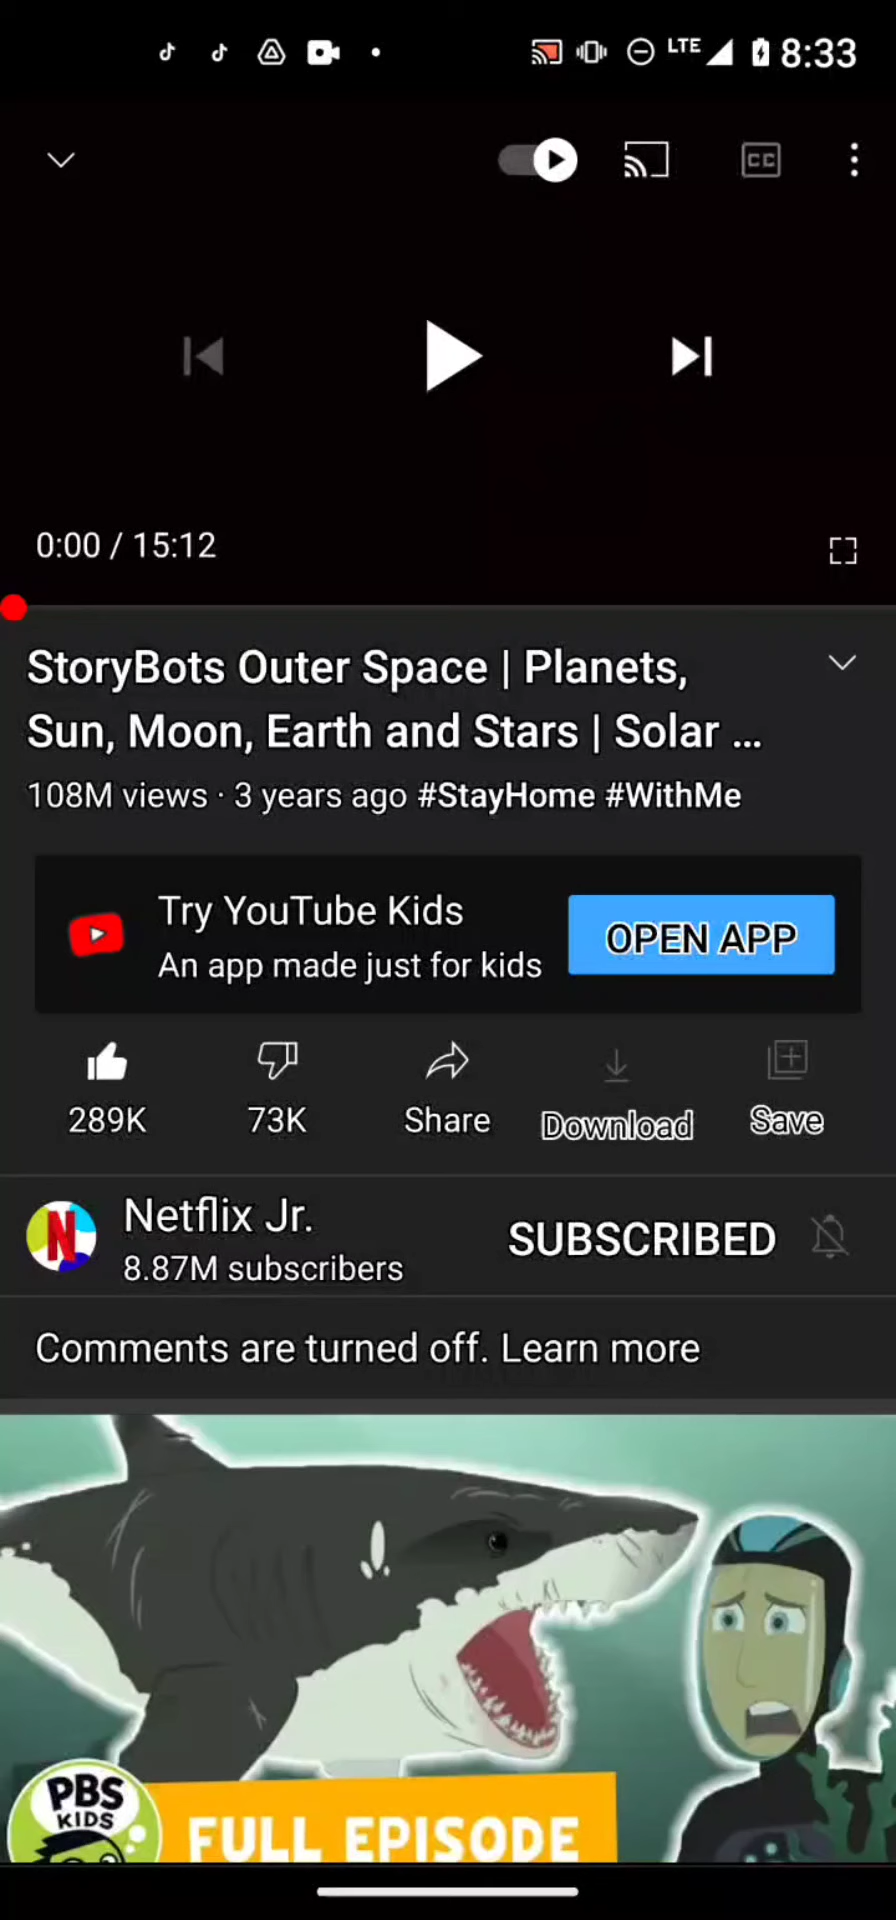 LTE 8:33
CC
0:00 / 15:12
StoryBots Outer Space | Planets,
Sun, Moon, Earth and Stars | Solar ...
108M views · 3 years ago #StayHome #WithMe
Try YouTube Kids
An app made just for kids
OPEN APP
289K 73K Share Download Save
Netflix Jr.
8.87M subscribers
SUBSCRIBED
Comments are turned off. Learn more
PBS
KIDS
FULL EPISODE